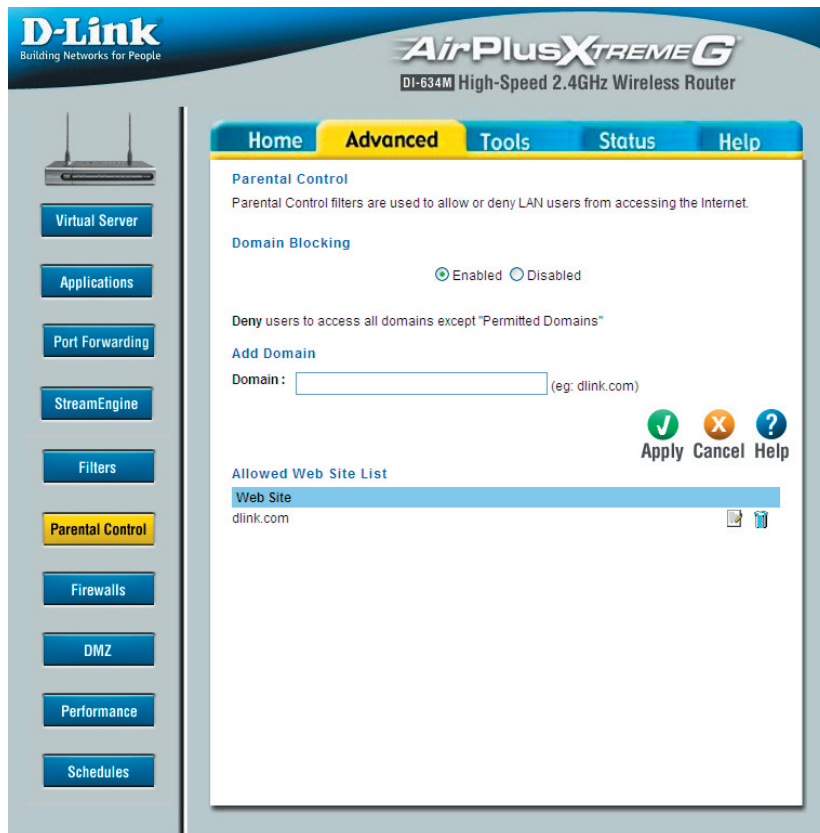 D-Link
Building Networks for People
AirPlusXTREMEG
DI-634M High-Speed 2.4GHz Wireless Router
Home Advanced Tools Status Help
Virtual Server
Applications
Port Forwarding
StreamEngine
Filters
Parental Control
Firewalls
DMZ
Performance
Schedules
Parental Control
Parental Control filters are used to allow or deny LAN users from accessing the Internet.
Domain Blocking
Enabled Disabled
Deny users to access all domains except "Permitted Domains"
Add Domain
Domain : (eg: dlink.com)
Apply Cancel Help
Allowed Web Site List
Web Site
dlink.com